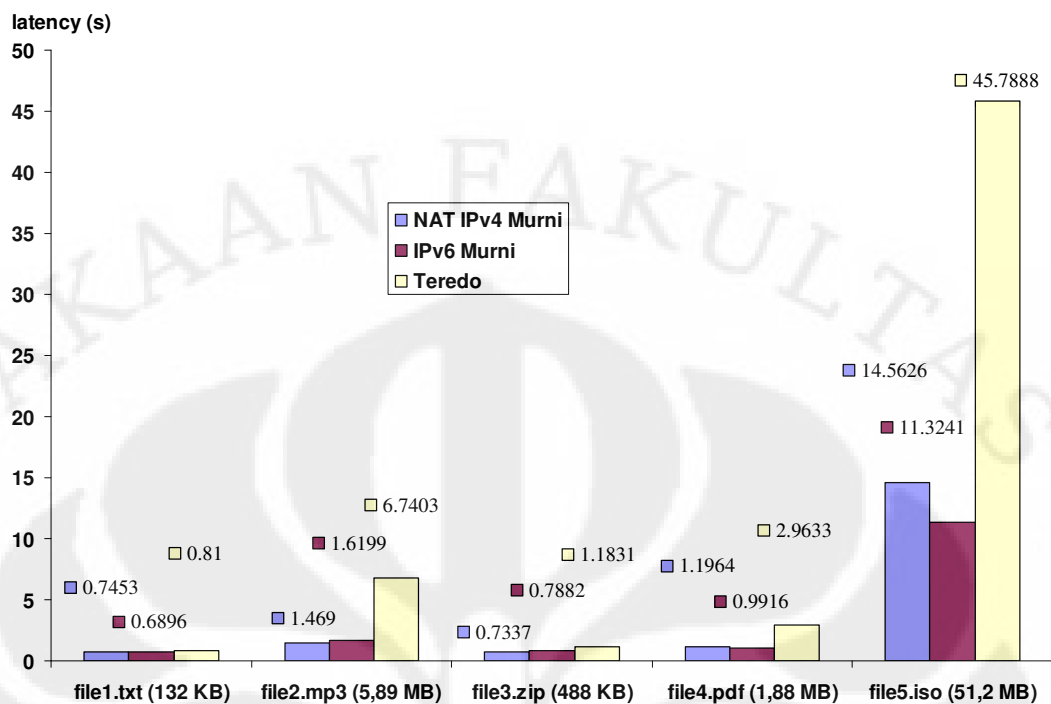 latency (s)
50
45
40
35
30
25
20
15
10
5
0
NAT IPv4 Murni
IPv6 Murni
Teredo
0.7453
0.6896
0.81
1.469
1.6199
6.7403
0.7337
0.7882
1.1831
1.1964
0.9916
2.9633
14.5626
11.3241
45.7888
file1.txt (132 KB)
file2.mp3 (5,89 MB)
file3.zip (488 KB)
file4.pdf (1,88 MB)
file5.iso (51,2 MB)
AKAAN FAKULTAS